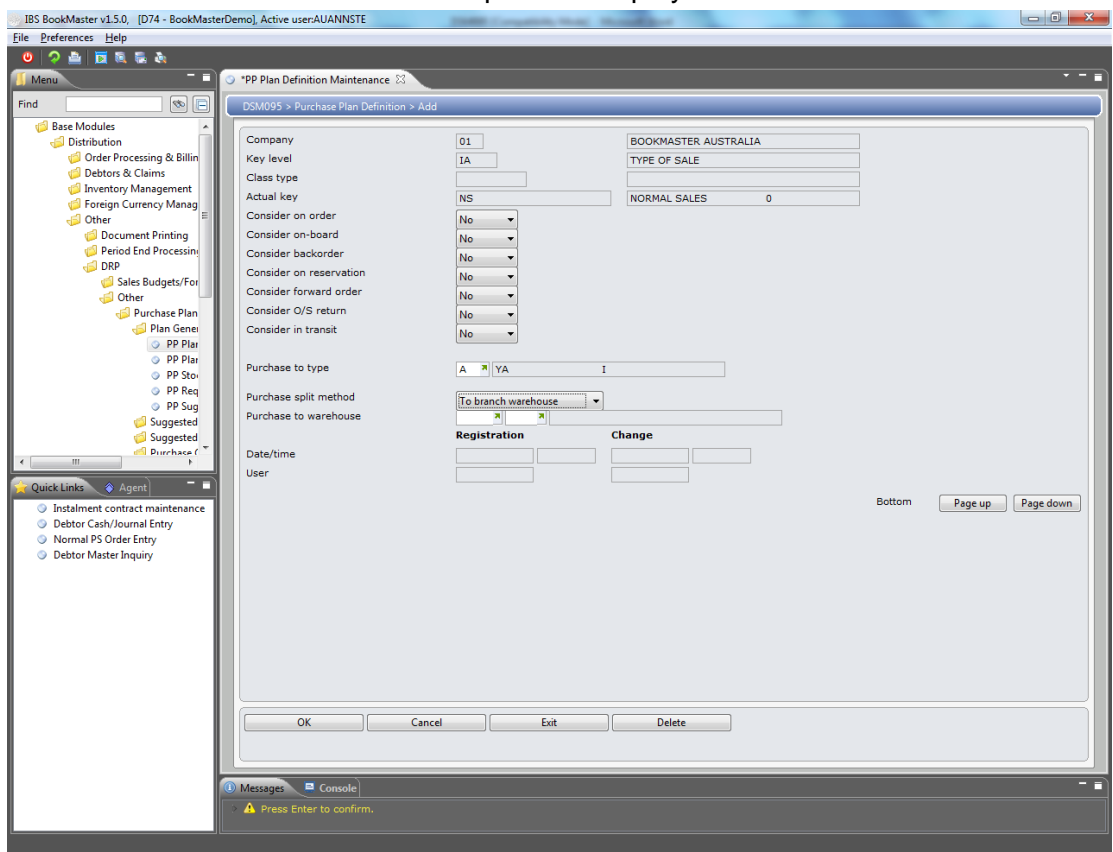 IBS BookMaster v1.5.0, [D74 - BookMasterDemo], Active user:AUANNSTE
File Preferences Help
Menu
*PP Plan Definition Maintenance
Find
DSM095 > Purchase Plan Definition > Add
Base Modules
Distribution
Order Processing & Billin
Debtors & Claims
Inventory Management
Foreign Currency Manag
Other
Document Printing
Period End Processing
DRP
Sales Budgets/For
Other
Purchase Plan
Plan Gener
PP Plar
PP Plar
PP Sto
PP Req
PP Sug
Suggested
Suggested
Purchase (
Company 01 BOOKMASTER AUSTRALIA
Key level IA TYPE OF SALE
Class type
Actual key NS NORMAL SALES 0
Consider on order No
Consider on-board No
Consider backorder No
Consider on reservation No
Consider forward order No
Consider O/S return No
Consider in transit No
Purchase to type A YA I
Purchase split method To branch warehouse
Purchase to warehouse
Registration Change
Date/time
User
Bottom Page up Page down
Quick Links Agent
Instalment contract maintenance
Debtor Cash/Journal Entry
Normal PS Order Entry
Debtor Master Inquiry
OK Cancel Exit Delete
Messages Console
Press Enter to confirm.